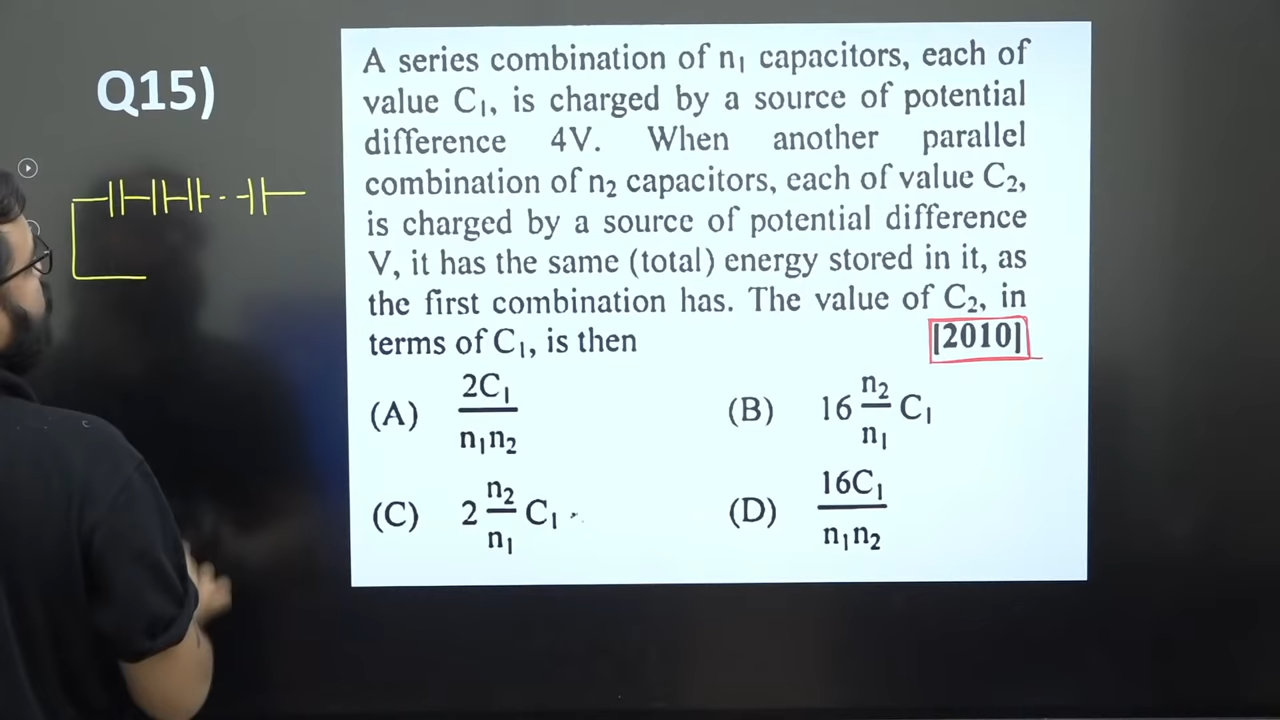 Q15)
A series combination of n₁ capacitors, each of
value C₁, is charged by a source of potential
difference 4V. When another parallel
combination of n₂ capacitors, each of value C₂,
is charged by a source of potential difference
V, it has the same (total) energy stored in it, as
the first combination has. The value of C₂, in
terms of C₁, is then |2010|
(A) 2C₁ / n₁n₂
(B) 16 n₂/n₁ C₁
(C) 2 n₂/n₁ C₁
(D) 16C₁ / n₁n₂